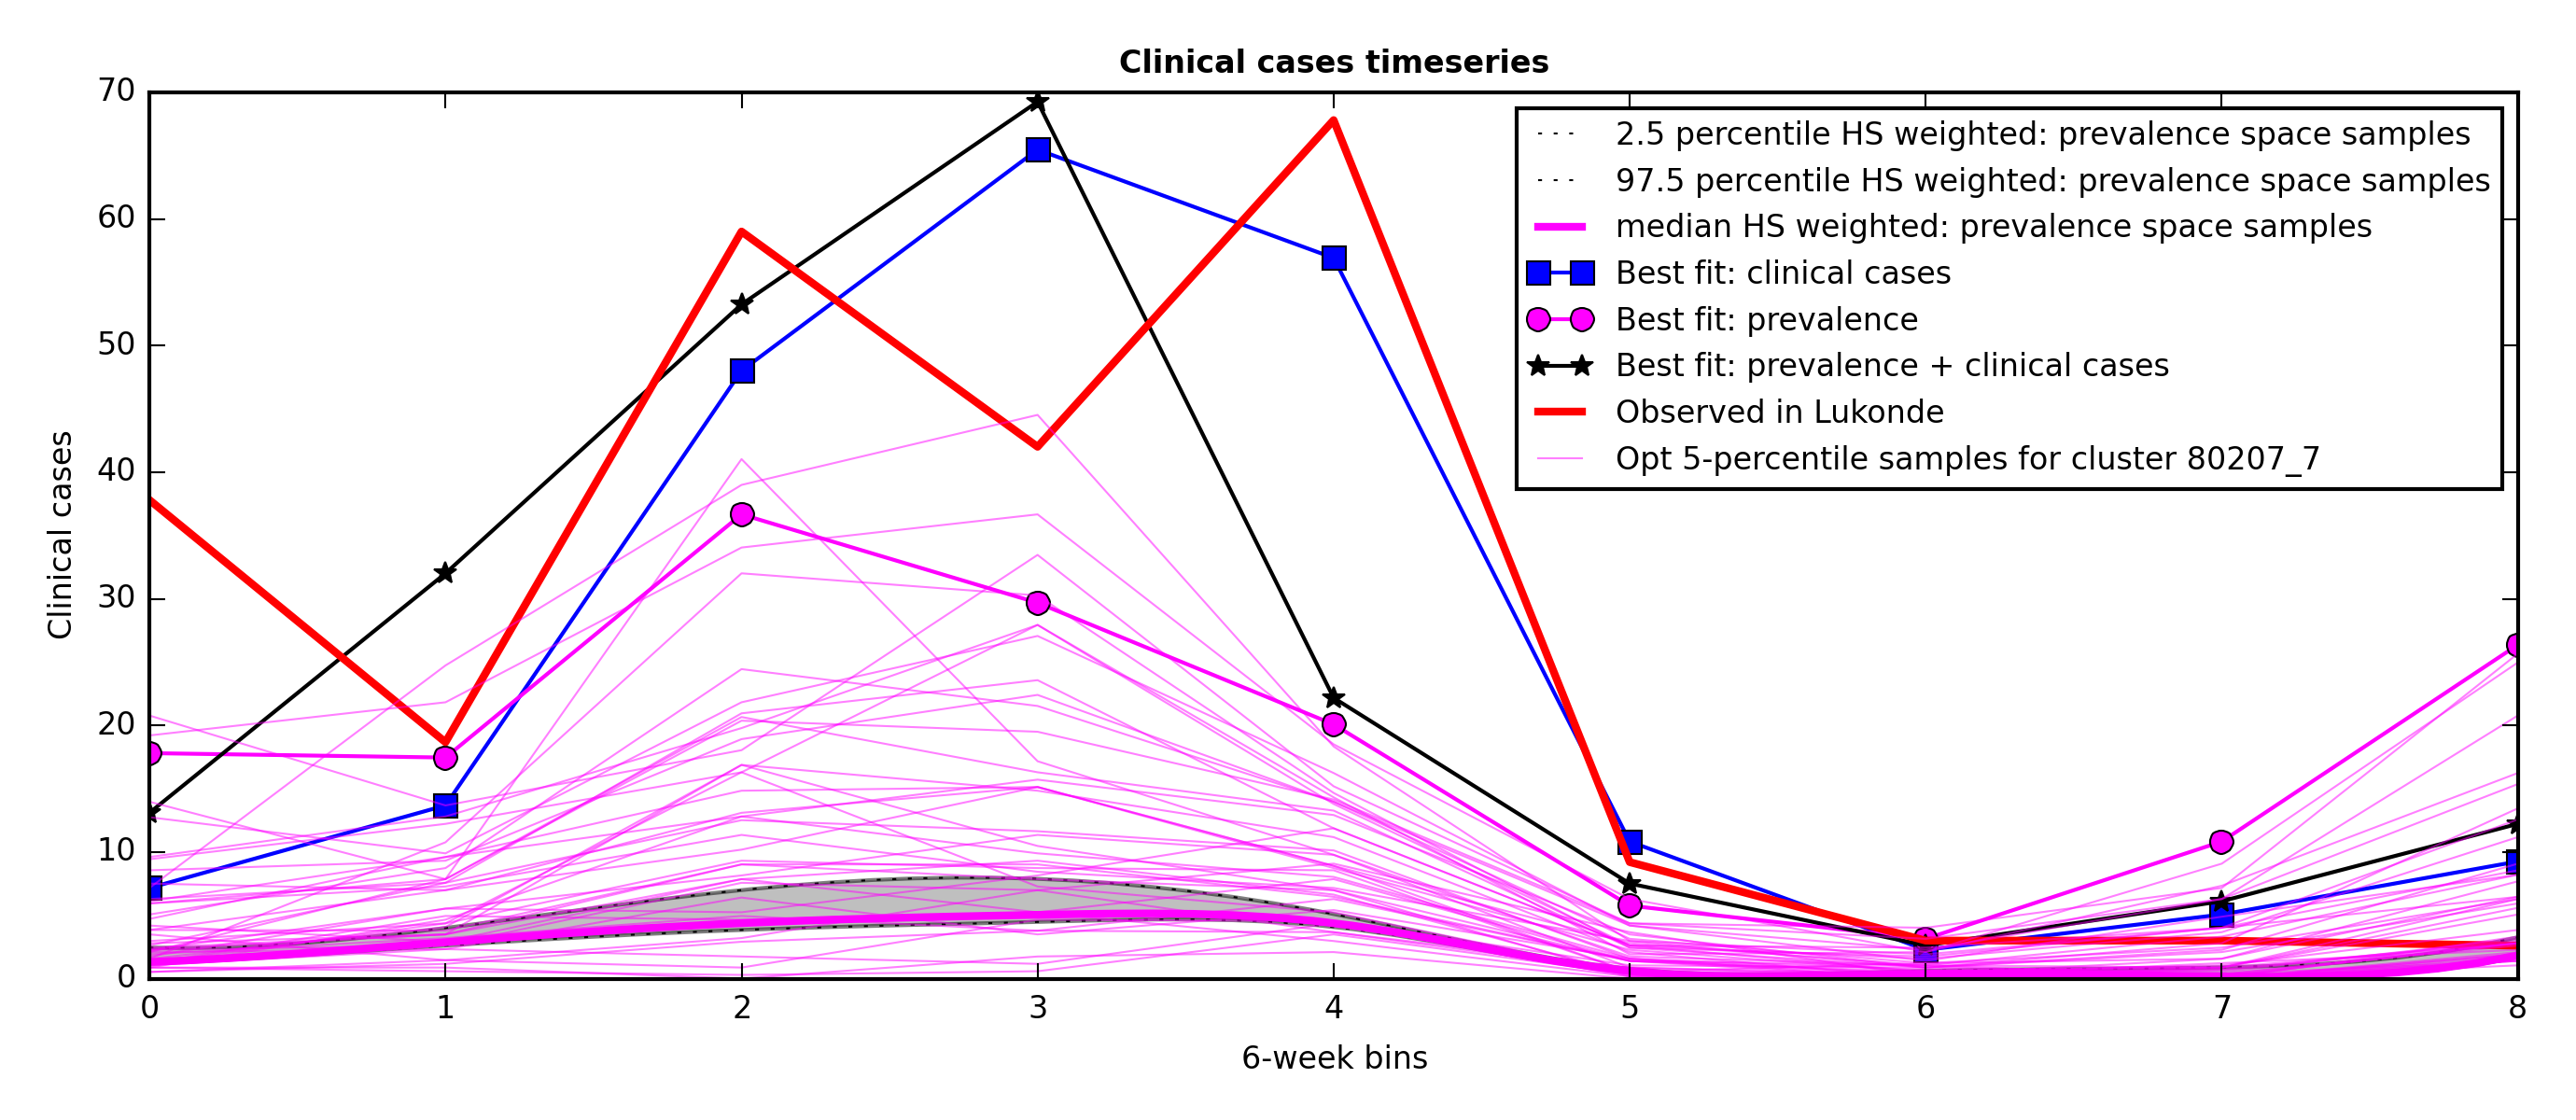 Clinical cases timeseries
70
60
50
40
30
20
10
0
Clinical cases
2.5 percentile HS weighted: prevalence space samples
97.5 percentile HS weighted: prevalence space samples
median HS weighted: prevalence space samples
Best fit: clinical cases
Best fit: prevalence
Best fit: prevalence + clinical cases
Observed in Lukonde
Opt 5-percentile samples for cluster 80207_7
0 1 2 3 4 5 6 7 8
6-week bins